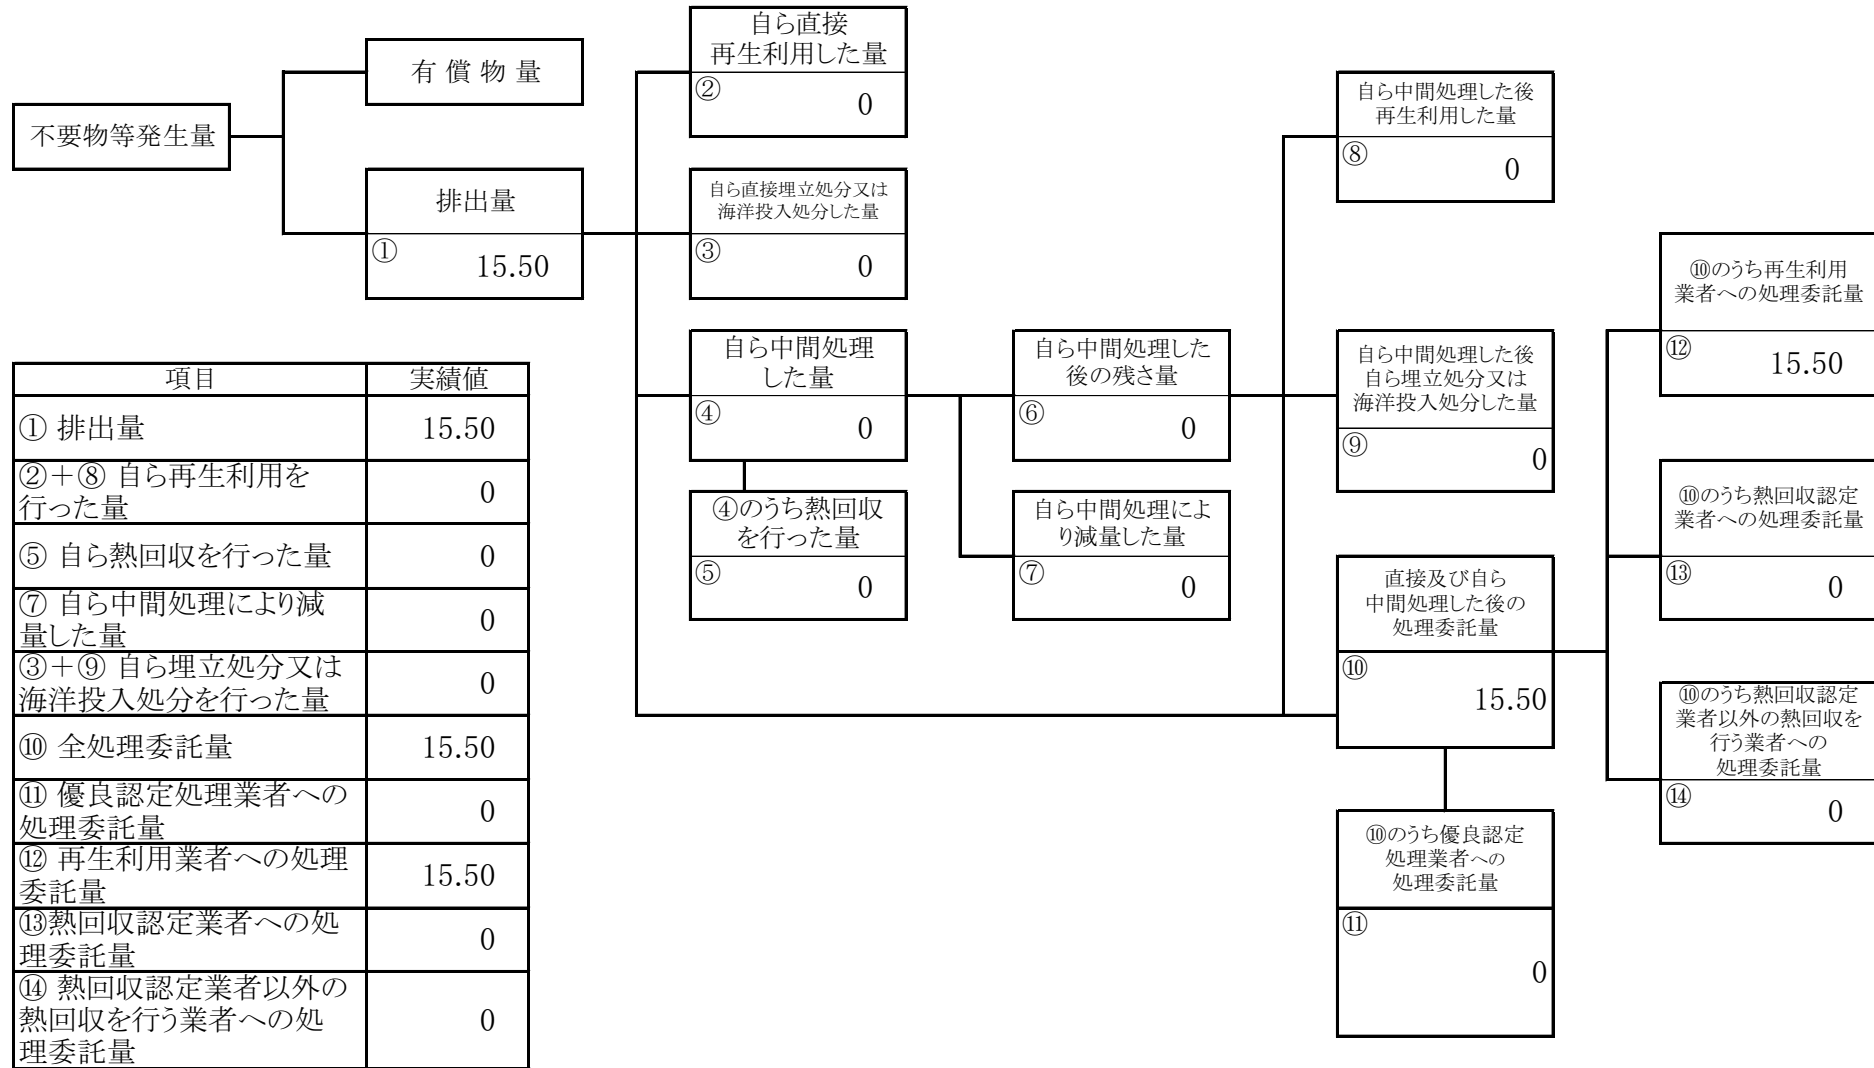 不要物等発生量
有 償 物 量
排出量
①
15.50
自ら直接
再生利用した量
②
0
自ら直接埋立処分又は
海洋投入処分した量
③
0
自ら中間処理
した量
④
0
④のうち熱回収
を行った量
⑤
0
自ら中間処理した
後の残さ量
⑥
0
自ら中間処理によ
り減量した量
⑦
0
自ら中間処理した後
再生利用した量
⑧
0
自ら中間処理した後
自ら埋立処分又は
海洋投入処分した量
⑨
0
直接及び自ら
中間処理した後の
処理委託量
⑩
15.50
⑩のうち優良認定
処理業者への
処理委託量
⑪
0
⑩のうち再生利用
業者への処理委託量
⑫
15.50
⑩のうち熱回収認定
業者への処理委託量
⑬
0
⑩のうち熱回収認定
業者以外の熱回収を
行う業者への
処理委託量
⑭
0
項目 実績値
① 排出量 15.50
②＋⑧ 自ら再生利用を
行った量 0
⑤ 自ら熱回収を行った量 0
⑦ 自ら中間処理により減
量した量 0
③＋⑨ 自ら埋立処分又は
海洋投入処分を行った量 0
⑩ 全処理委託量 15.50
⑪ 優良認定処理業者への
処理委託量 0
⑫ 再生利用業者への処理
委託量 15.50
⑬熱回収認定業者への処
理委託量 0
⑭ 熱回収認定業者以外の
熱回収を行う業者への処
理委託量 0